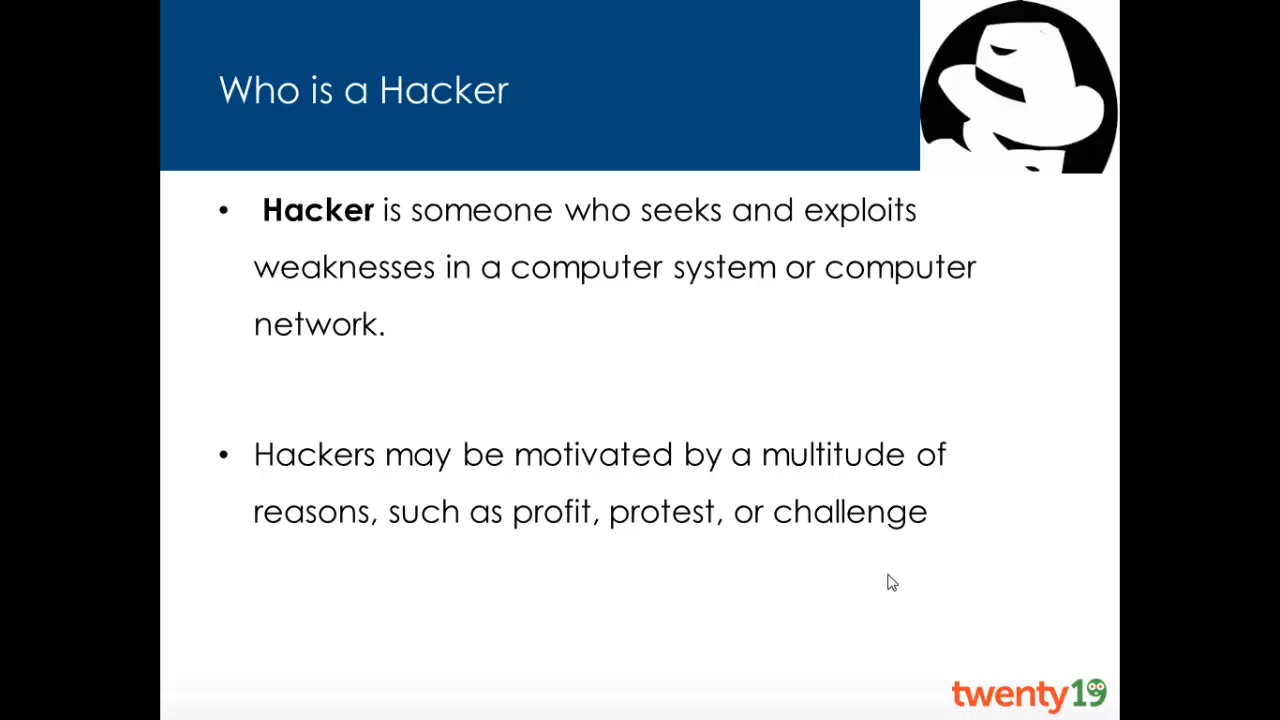 Who is a Hacker
• Hacker is someone who seeks and exploits
weaknesses in a computer system or computer
network.
• Hackers may be motivated by a multitude of
reasons, such as profit, protest, or challenge
twenty19